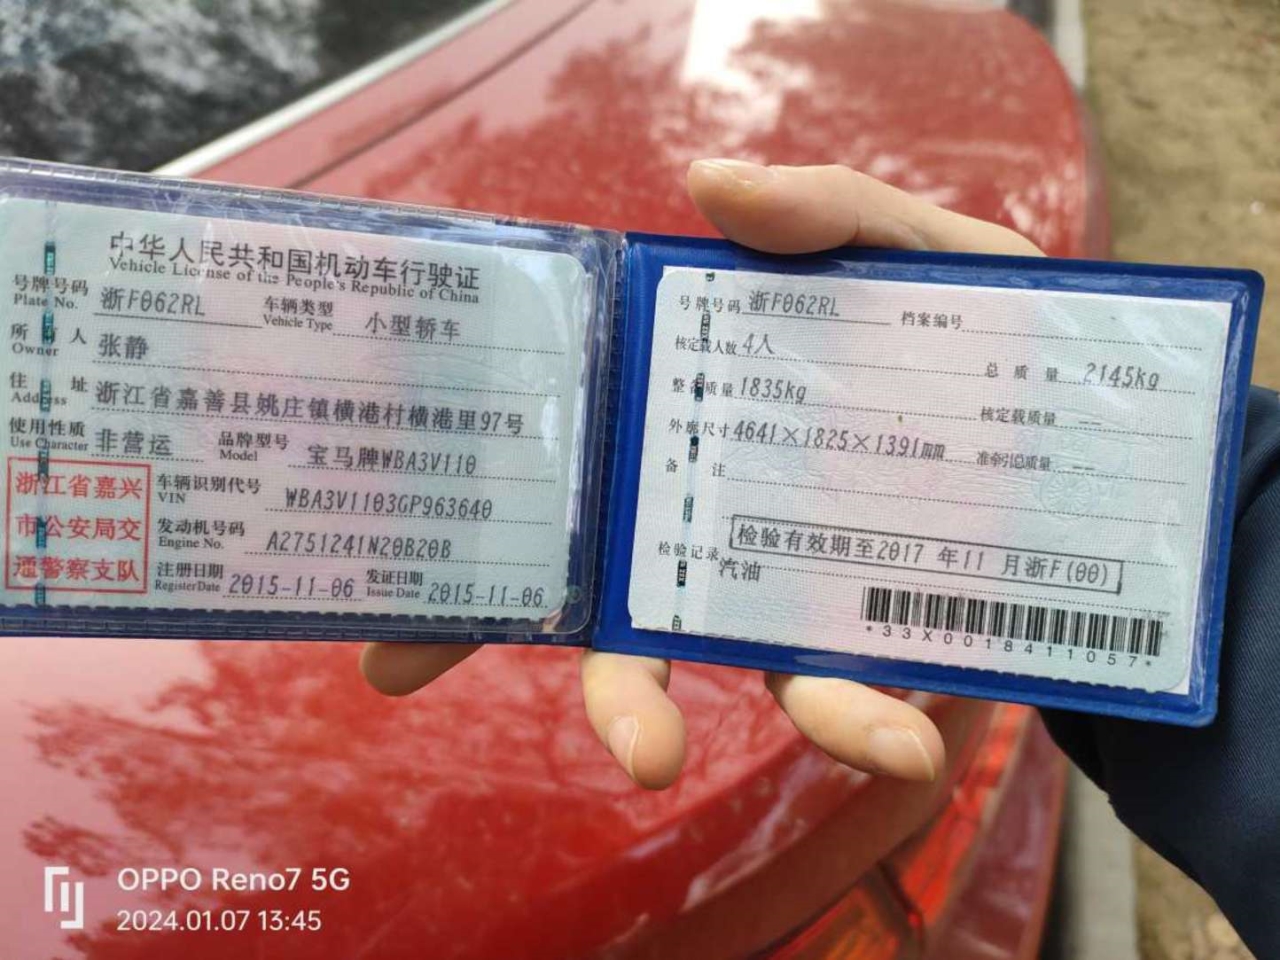 中华人民共和国机动车行驶证
Vehicle License of the People's Republic of China
号牌号码 Plate No. 浙F062RL 车辆类型 Vehicle Type 小型轿车
所有人 Owner 张静
住址 Address 浙江省嘉善县姚庄镇横港村横港里97号
使用性质 Use Character 非营运 品牌型号 Model 宝马牌WBA3V110
浙江省嘉兴
市公安局交
通警察支队
车辆识别代号 VIN WBA3V1103GP963640
发动机号码 Engine No. A2751241N20B20B
注册日期 Register Date 2015-11-06 发证日期 Issue Date 2015-11-06
号牌号码 浙F062RL 档案编号
核定载人数 4人 总质量 2145kg
整备质量 1835kg 核定载质量 --
外廓尺寸 4641×1825×1391mm 准牵引总质量 --
备注
检验有效期至2017 年11 月浙F(00)
检验记录 汽油
*33X0018411057*
OPPO Reno7 5G
2024.01.07 13:45